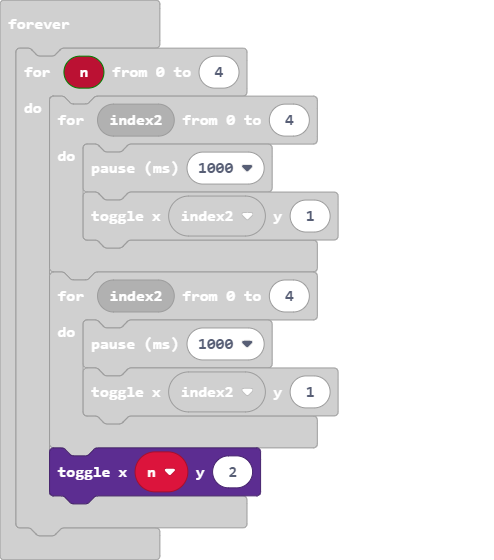 forever
for n from 0 to 4
do
for index2 from 0 to 4
do
pause (ms) 1000
toggle x index2 y 1
for index2 from 0 to 4
do
pause (ms) 1000
toggle x index2 y 1
toggle x n y 2